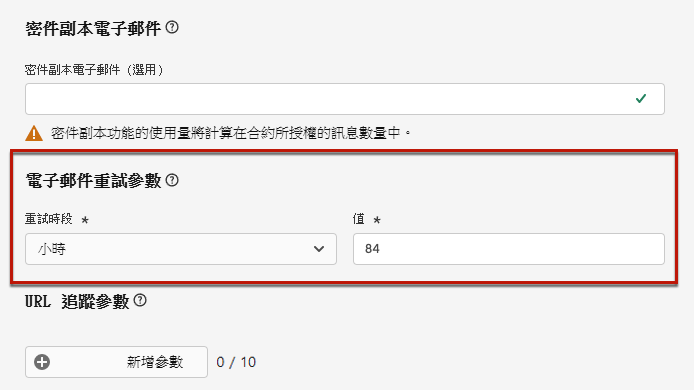 密件副本電子郵件
密件副本電子郵件 (選用)
密件副本功能的使用量將計算在合約所授權的訊息數量中。
電子郵件重試參數
重試時段 * 值 *
小時 84
URL 追蹤參數
新增參數 0 / 10